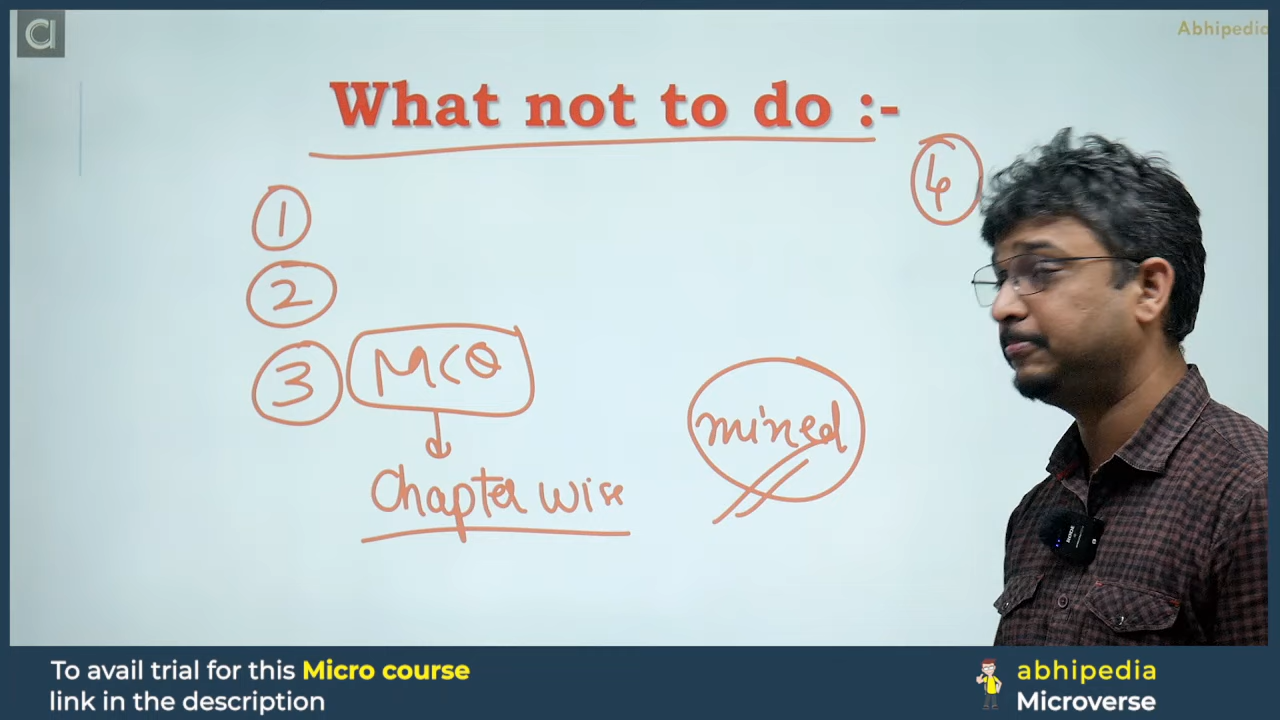 Abhipedia
What not to do :-
4
1
2
3 MCQ
mixed
Chapter wise
To avail trial for this Micro course
link in the description
abhipedia
Microverse